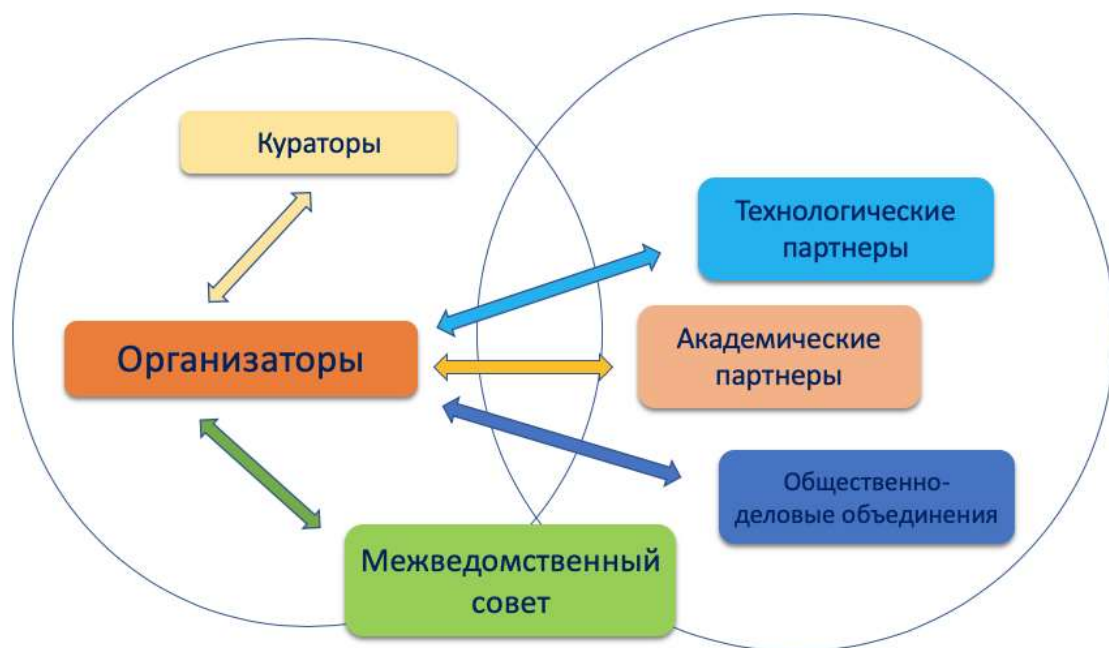 Кураторы
Технологические
партнеры
Организаторы
Академические
партнеры
Общественно-
деловые объединения
Межведомственный
совет